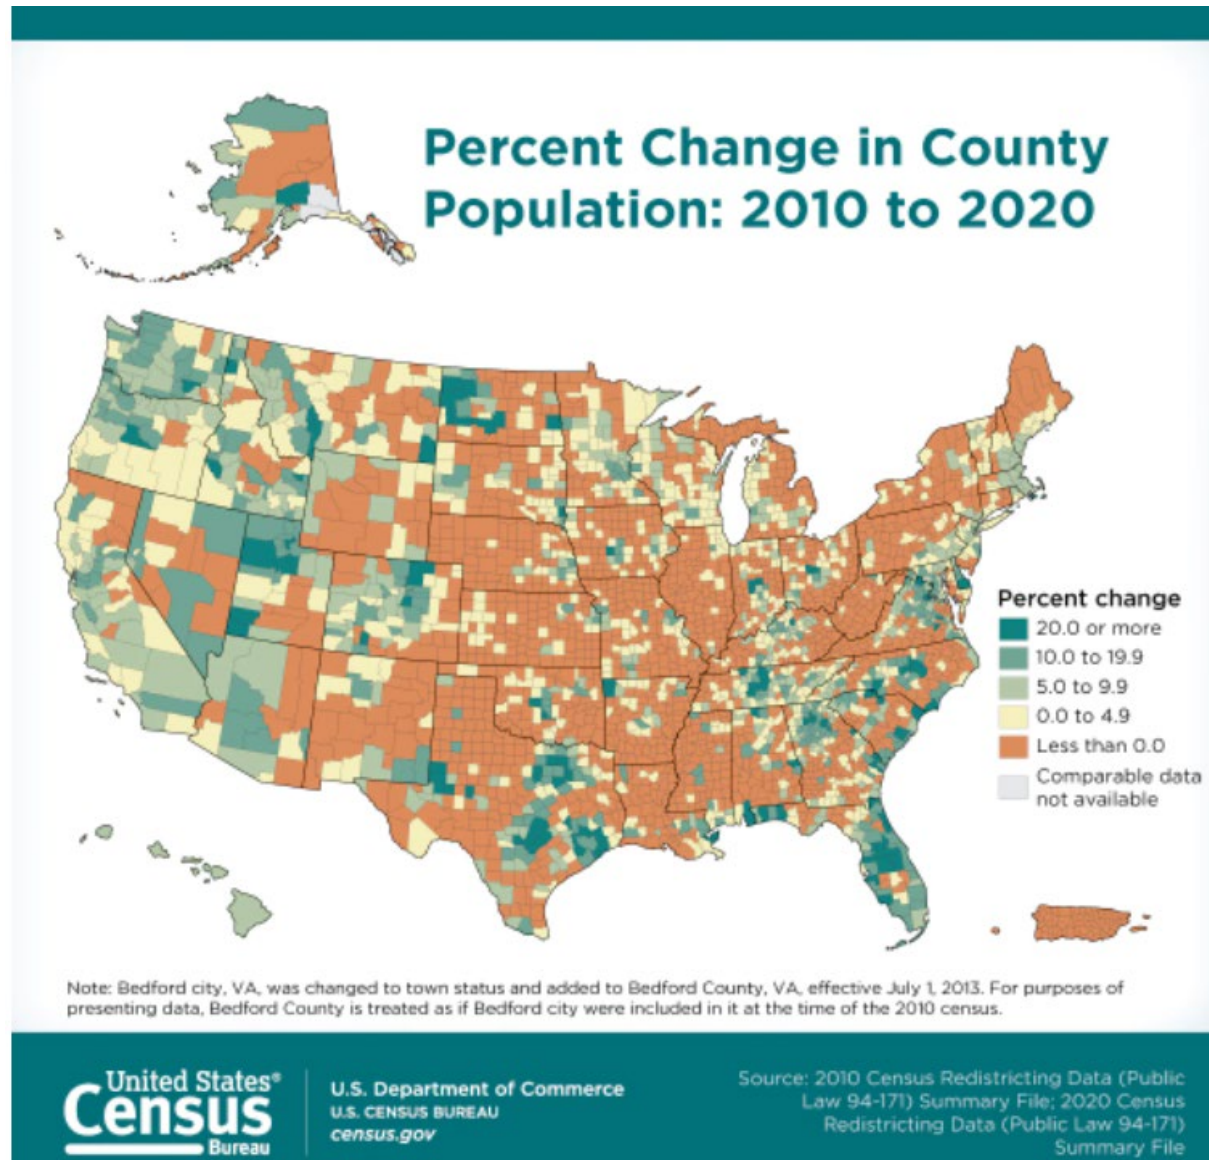 Percent Change in County
Population: 2010 to 2020
Percent change
20.0 or more
10.0 to 19.9
5.0 to 9.9
0.0 to 4.9
Less than 0.0
Comparable data
not available
Note: Bedford city, VA, was changed to town status and added to Bedford County, VA, effective July 1, 2013. For purposes of
presenting data, Bedford County is treated as if Bedford city were included in it at the time of the 2010 census.
United States®
Census
Bureau
U.S. Department of Commerce
U.S. CENSUS BUREAU
census.gov
Source: 2010 Census Redistricting Data (Public
Law 94-171) Summary File; 2020 Census
Redistricting Data (Public Law 94-171)
Summary File